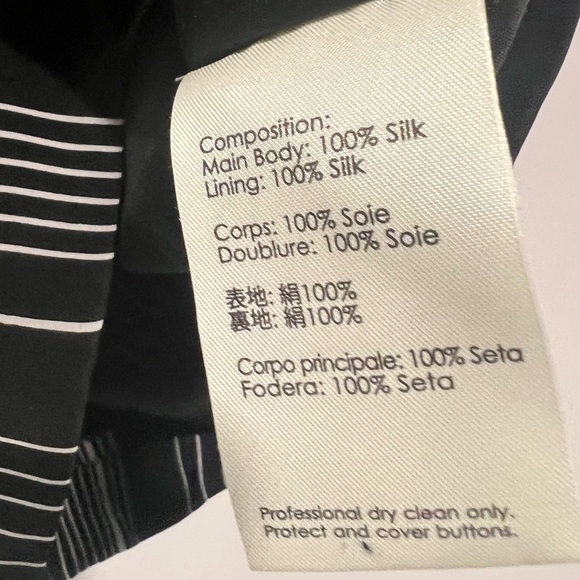 Composition:
Main Body: 100% Silk
Lining: 100% Silk
Corps: 100% Soie
Doublure: 100% Soie
表地: 絹100%
裏地: 絹100%
Corpo principale: 100% Seta
Fodera: 100% Seta
Professional dry clean only.
Protect and cover buttons.